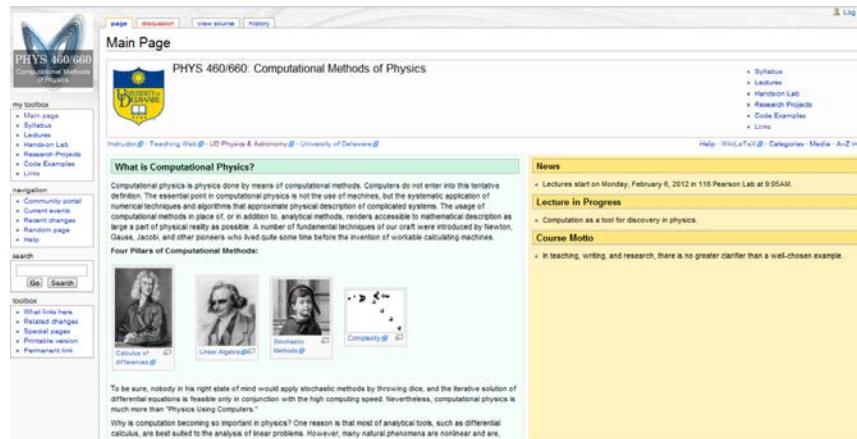 Log
page discussion view source history
Main Page
PHYS 460/660
Computational Methods
of Physics
PHYS 460/660: Computational Methods of Physics
UNIVERSITY OF
DELAWARE
Syllabus
Lectures
Hands-on Lab
Research Projects
Code Examples
Links
my toolbox
Main page
Syllabus
Lectures
Hands-on Lab
Research Projects
Code Examples
Links
navigation
Community portal
Current events
Recent changes
Random page
Help
search
Go Search
toolbox
What links here
Related changes
Special pages
Printable version
Permanent link
Instructor - Teaching Web - UD Physics & Astronomy - University of Delaware
Help - WikiLaTeX - Categories - Media - A–Z in
What is Computational Physics?
Computational physics is physics done by means of computational methods. Computers do not enter into this tentative
definition. The essential point in computational physics is not the use of machines, but the systematic application of
numerical techniques and algorithms that approximate physical description of complicated systems. The usage of
computational methods in place of, or in addition to, analytical methods, renders accessible to mathematical description as
large a part of physical reality as possible. A number of fundamental techniques of our craft were introduced by Newton,
Gauss, Jacobi, and other pioneers who lived quite some time before the invention of workable calculating machines.
Four Pillars of Computational Methods:
Calculus of
differences
Linear Algebra
Stochastic
Methods
Complexity
To be sure, nobody in his right state of mind would apply stochastic methods by throwing dice, and the iterative solution of
differential equations is feasible only in conjunction with the high computing speed. Nevertheless, computational physics is
much more than "Physics Using Computers."
Why is computation becoming so important in physics? One reason is that most of analytical tools, such as differential
calculus, are best suited to the analysis of linear problems. However, many natural phenomena are nonlinear and are,
News
Lectures start on Monday, February 6, 2012 in 116 Pearson Lab at 9:05AM.
Lecture in Progress
Computation as a tool for discovery in physics.
Course Motto
In teaching, writing, and research, there is no greater clarifier than a well-chosen example.